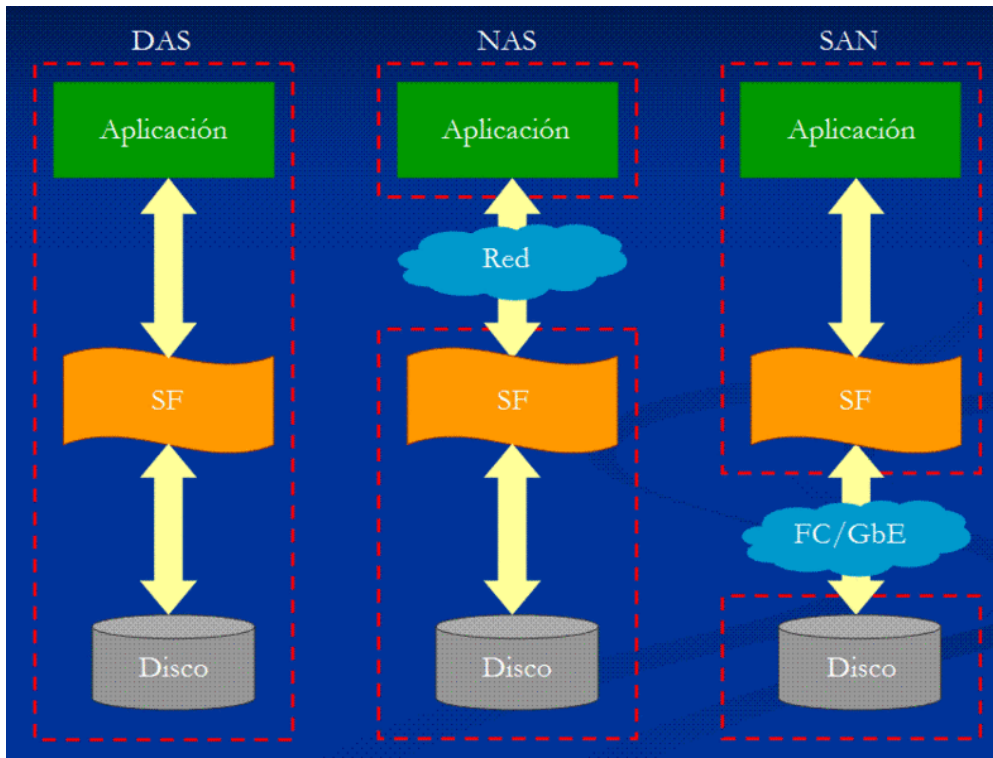 DAS
NAS
SAN
Aplicación
Aplicación
Aplicación
Red
SF
SF
SF
FC/GbE
Disco
Disco
Disco